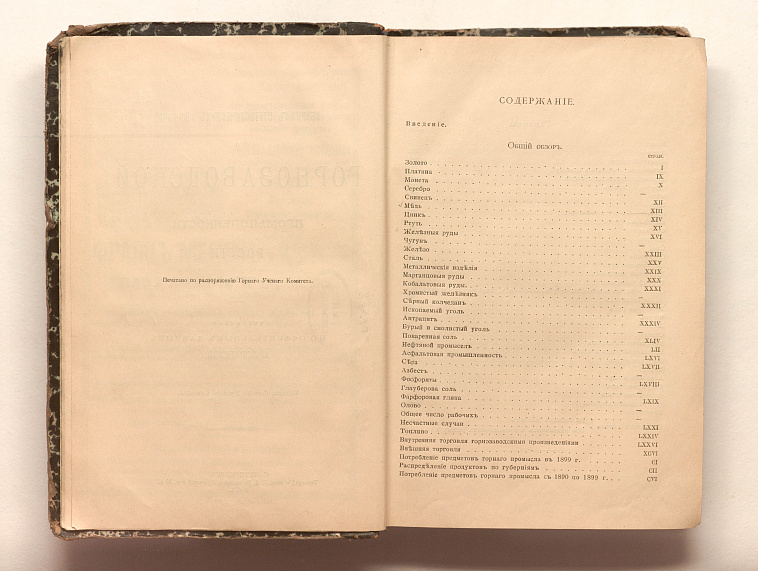 Печатано по распоряженію Горнаго Ученаго Комитета.
СОДЕРЖАНІЕ.
Введеніе.
Общій обзоръ.
стран.
Золото I
Платина IX
Монета X
Серебро —
Свинецъ XII
Мѣдь XIII
Цинкъ XIV
Ртуть XV
Желѣзныя руды XVI
Чугунъ —
Желѣзо XXIII
Сталь XXV
Металлическія издѣлія XXIX
Марганцовыя руды XXX
Кобальтовыя руды XXXI
Хромистый желѣзнякъ —
Сѣрный колчеданъ XXXII
Ископаемый уголь —
Антрацитъ XXXIV
Бурый и смолистый уголь —
Поваренная соль XLIV
Нефтяной промыселъ LII
Асфальтовая промышленность LXVI
Сѣра LXVII
Азбестъ —
Фосфориты LXVIII
Глауберова соль —
Фарфоровая глина LXIX
Олово —
Общее число рабочихъ —
Несчастные случаи LXXI
Топливо LXXIV
Внутренняя торговля горнозаводскими произведеніями LXXVI
Внѣшняя торговля XCVI
Потребленіе предметовъ горнаго промысла въ 1899 г. CI
Распредѣленіе продуктовъ по губерніямъ CII
Потребленіе предметовъ горнаго промысла съ 1890 по 1899 г. CVI